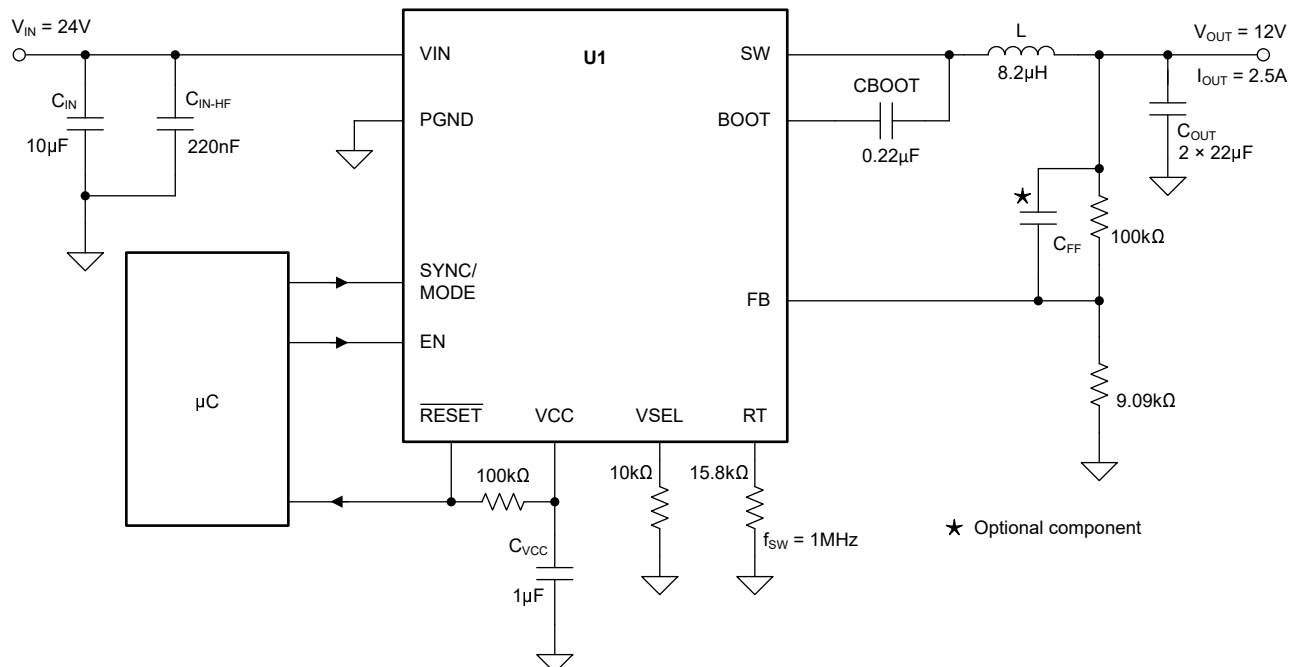 V_IN = 24V
U1
VIN
SW
L
8.2µH
V_OUT = 12V
I_OUT = 2.5A
C_IN
10µF
C_IN-HF
220nF
PGND
CBOOT
BOOT
0.22µF
C_OUT
2 × 22µF
★
C_FF
100kΩ
SYNC/
MODE
FB
EN
µC
9.09kΩ
RESET
VCC
VSEL
RT
100kΩ
10kΩ
15.8kΩ
★ Optional component
f_SW = 1MHz
C_VCC
1µF